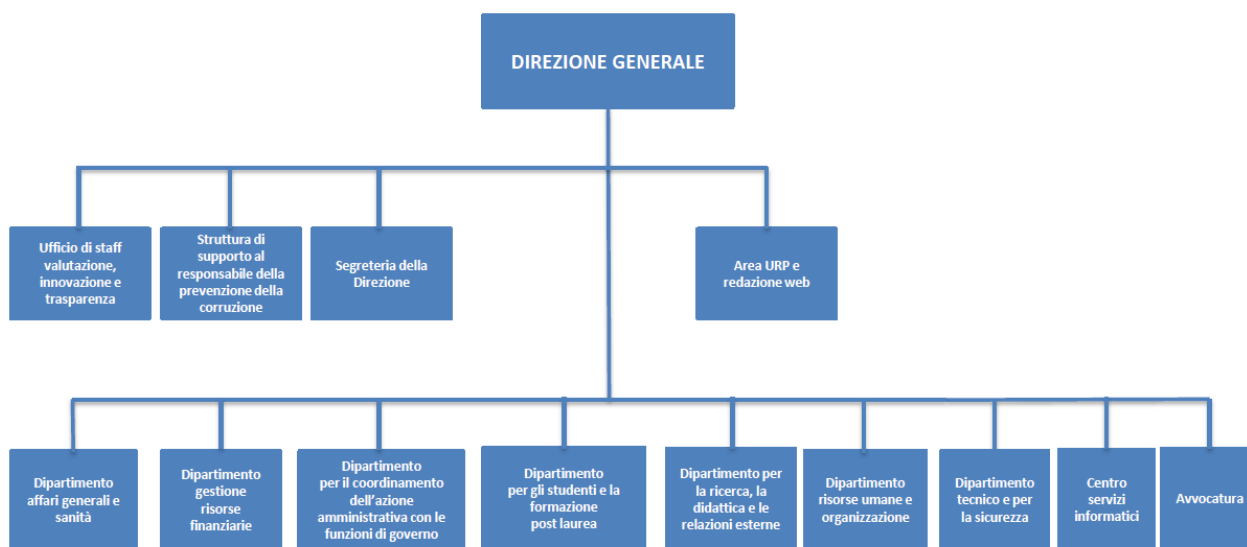 DIREZIONE GENERALE
Ufficio di staff
valutazione,
innovazione e
trasparenza
Struttura di
supporto al
responsabile della
prevenzione della
corruzione
Segreteria della
Direzione
Area URP e
redazione web
Dipartimento
affari generali e
sanità
Dipartimento
gestione
risorse
finanziarie
Dipartimento
per il coordinamento
dell'azione
amministrativa con le
funzioni di governo
Dipartimento
per gli studenti e la
formazione
post laurea
Dipartimento per
la ricerca, la
didattica e le
relazioni esterne
Dipartimento
risorse umane e
organizzazione
Dipartimento
tecnico e per
la sicurezza
Centro
servizi
informatici
Avvocatura